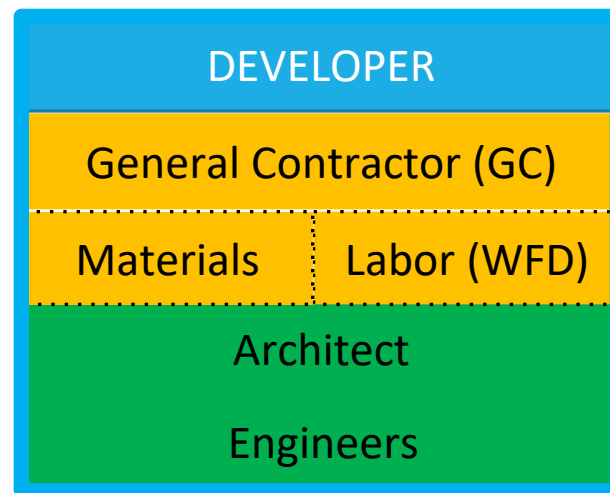 DEVELOPER
General Contractor (GC)
Materials
Labor (WFD)
Architect
Engineers